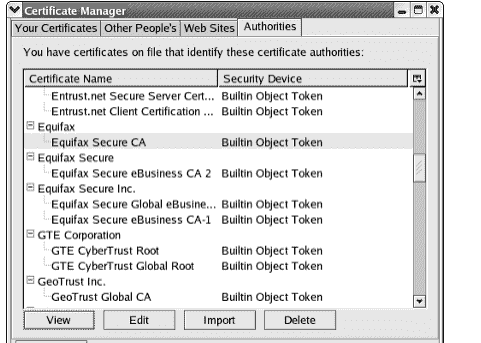 Certificate Manager
Your Certificates Other People's Web Sites Authorities
You have certificates on file that identify these certificate authorities:
Certificate Name Security Device
Entrust.net Secure Server Cert... Builtin Object Token
Entrust.net Client Certification ... Builtin Object Token
Equifax
Equifax Secure CA Builtin Object Token
Equifax Secure
Equifax Secure eBusiness CA 2 Builtin Object Token
Equifax Secure Inc.
Equifax Secure Global eBusine... Builtin Object Token
Equifax Secure eBusiness CA-1 Builtin Object Token
GTE Corporation
GTE CyberTrust Root Builtin Object Token
GTE CyberTrust Global Root Builtin Object Token
GeoTrust Inc.
GeoTrust Global CA Builtin Object Token
View Edit Import Delete